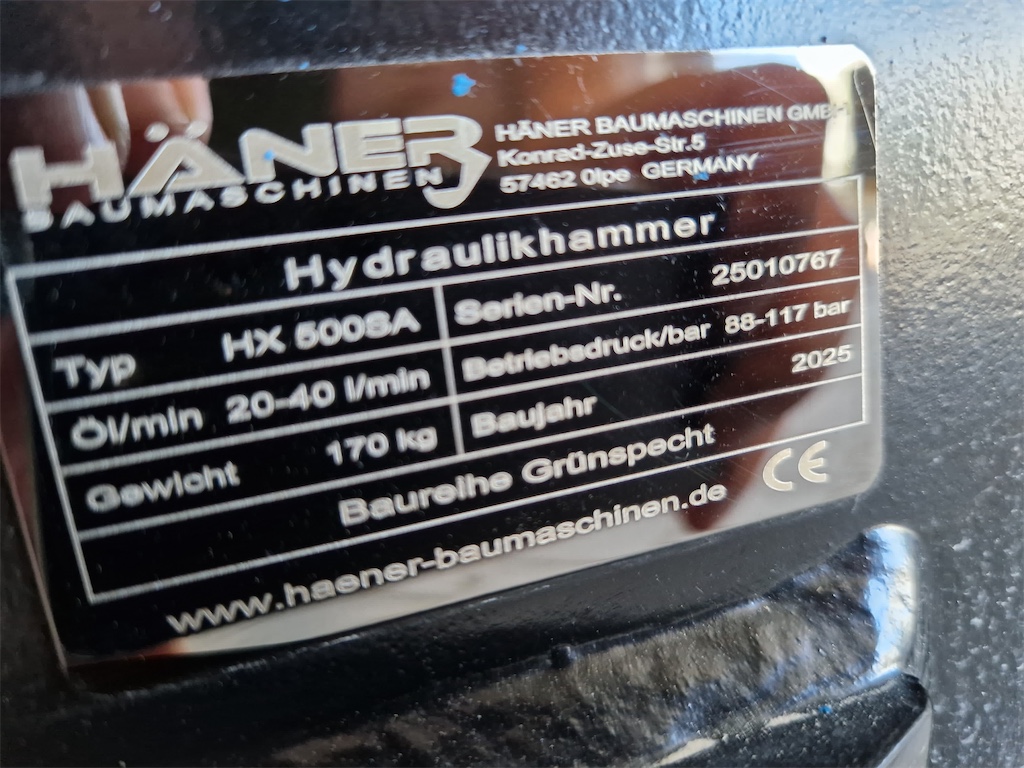 HÄNER
BAUMASCHINEN
HÄNER BAUMASCHINEN GMBH
Konrad-Zuse-Str.5
57462 Olpe GERMANY
Hydraulikhammer
Typ HX 500SA Serien-Nr. 25010767
Öl/min 20-40 l/min Betriebsdruck/bar 88-117 bar
Gewicht 170 kg Baujahr 2025
Baureihe Grünspecht
www.haener-baumaschinen.de CE